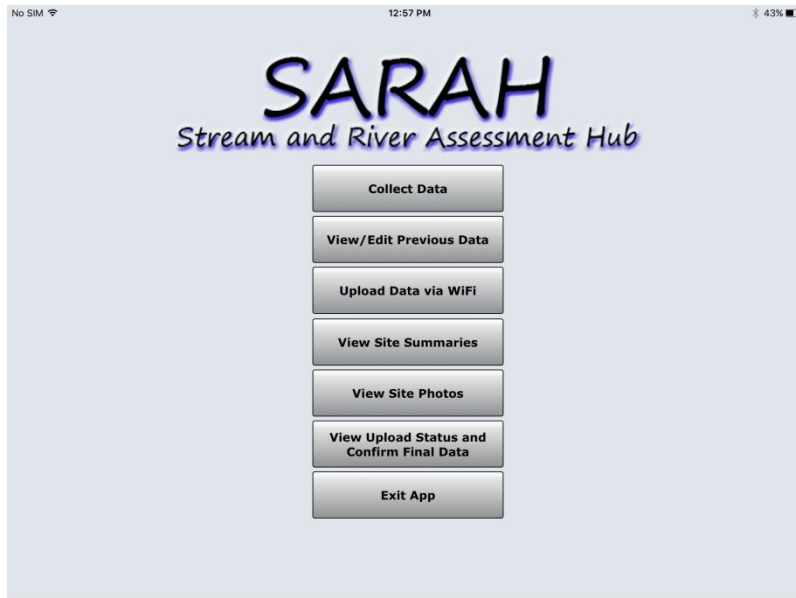 No SIM 12:57 PM 43%
SARAH
Stream and River Assessment Hub
Collect Data
View/Edit Previous Data
Upload Data via WiFi
View Site Summaries
View Site Photos
View Upload Status and
Confirm Final Data
Exit App